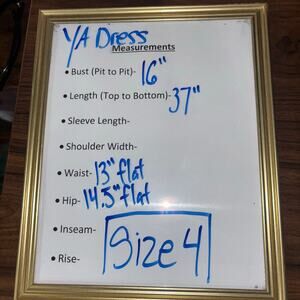 YA Dress
Measurements
• Bust (Pit to Pit)- 16"
• Length (Top to Bottom)- 37"
• Sleeve Length-
• Shoulder Width-
• Waist- 13" flat
• Hip- 14.5" flat
• Inseam-
• Rise-
Size 4